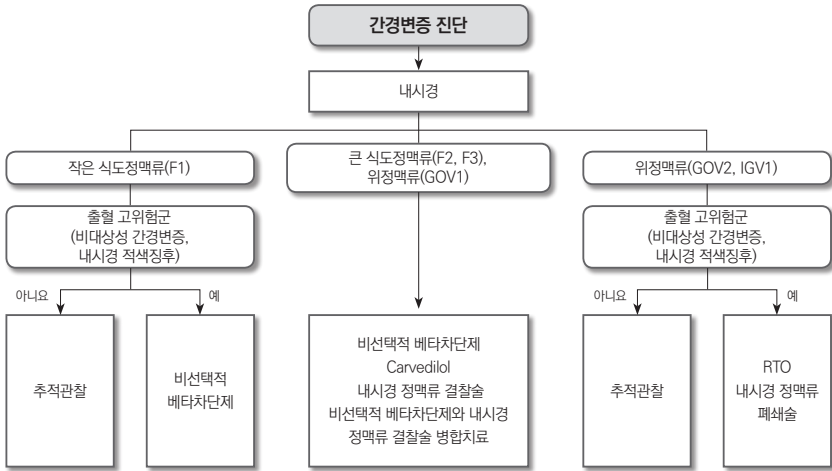 간경변증 진단
내시경
작은 식도정맥류(F1)
큰 식도정맥류(F2, F3),
위정맥류(GOV1)
위정맥류(GOV2, IGV1)
출혈 고위험군
(비대상성 간경변증,
내시경 적색징후)
출혈 고위험군
(비대상성 간경변증,
내시경 적색징후)
아니요
예
아니요
예
추적관찰
비선택적
베타차단제
비선택적 베타차단제
Carvedilol
내시경 정맥류 결찰술
비선택적 베타차단제와 내시경
정맥류 결찰술 병합치료
추적관찰
RTO
내시경 정맥류
폐쇄술